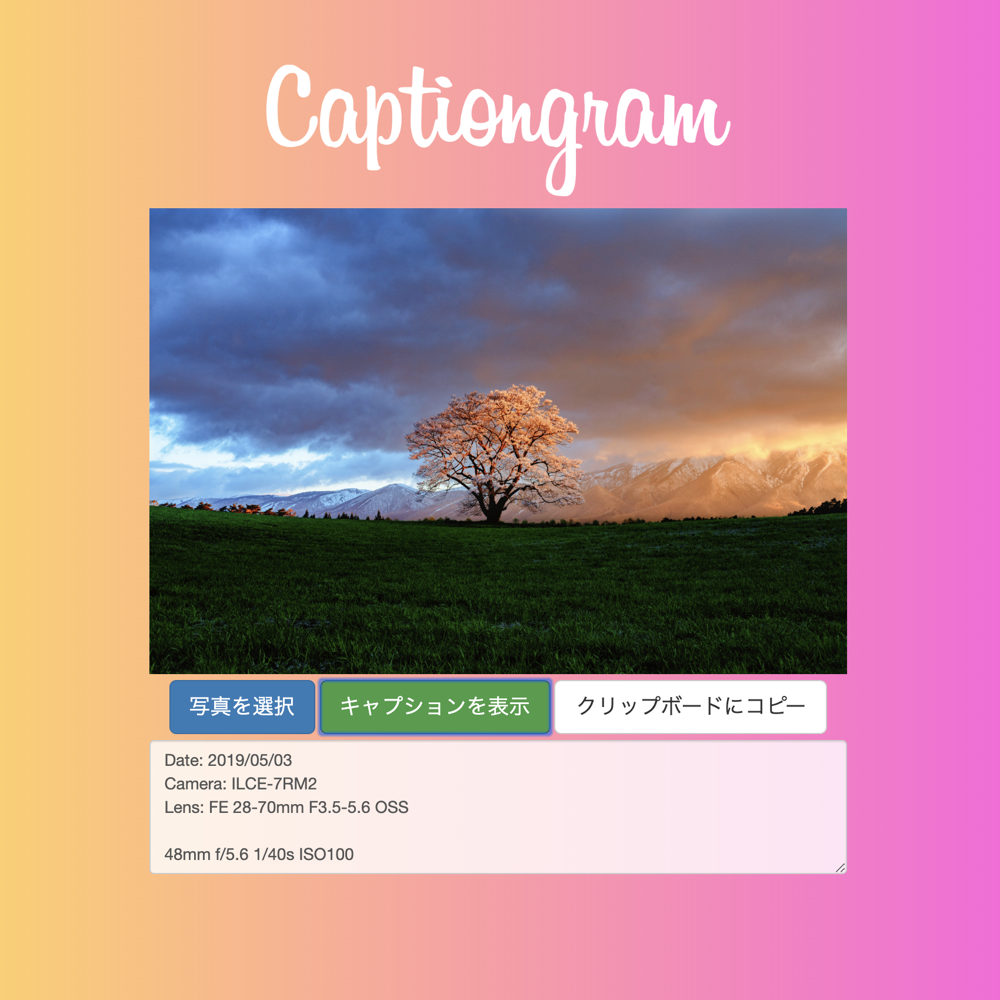 Captiongram
写真を選択
キャプションを表示
クリップボードにコピー
Date: 2019/05/03
Camera: ILCE-7RM2
Lens: FE 28-70mm F3.5-5.6 OSS
48mm f/5.6 1/40s ISO100